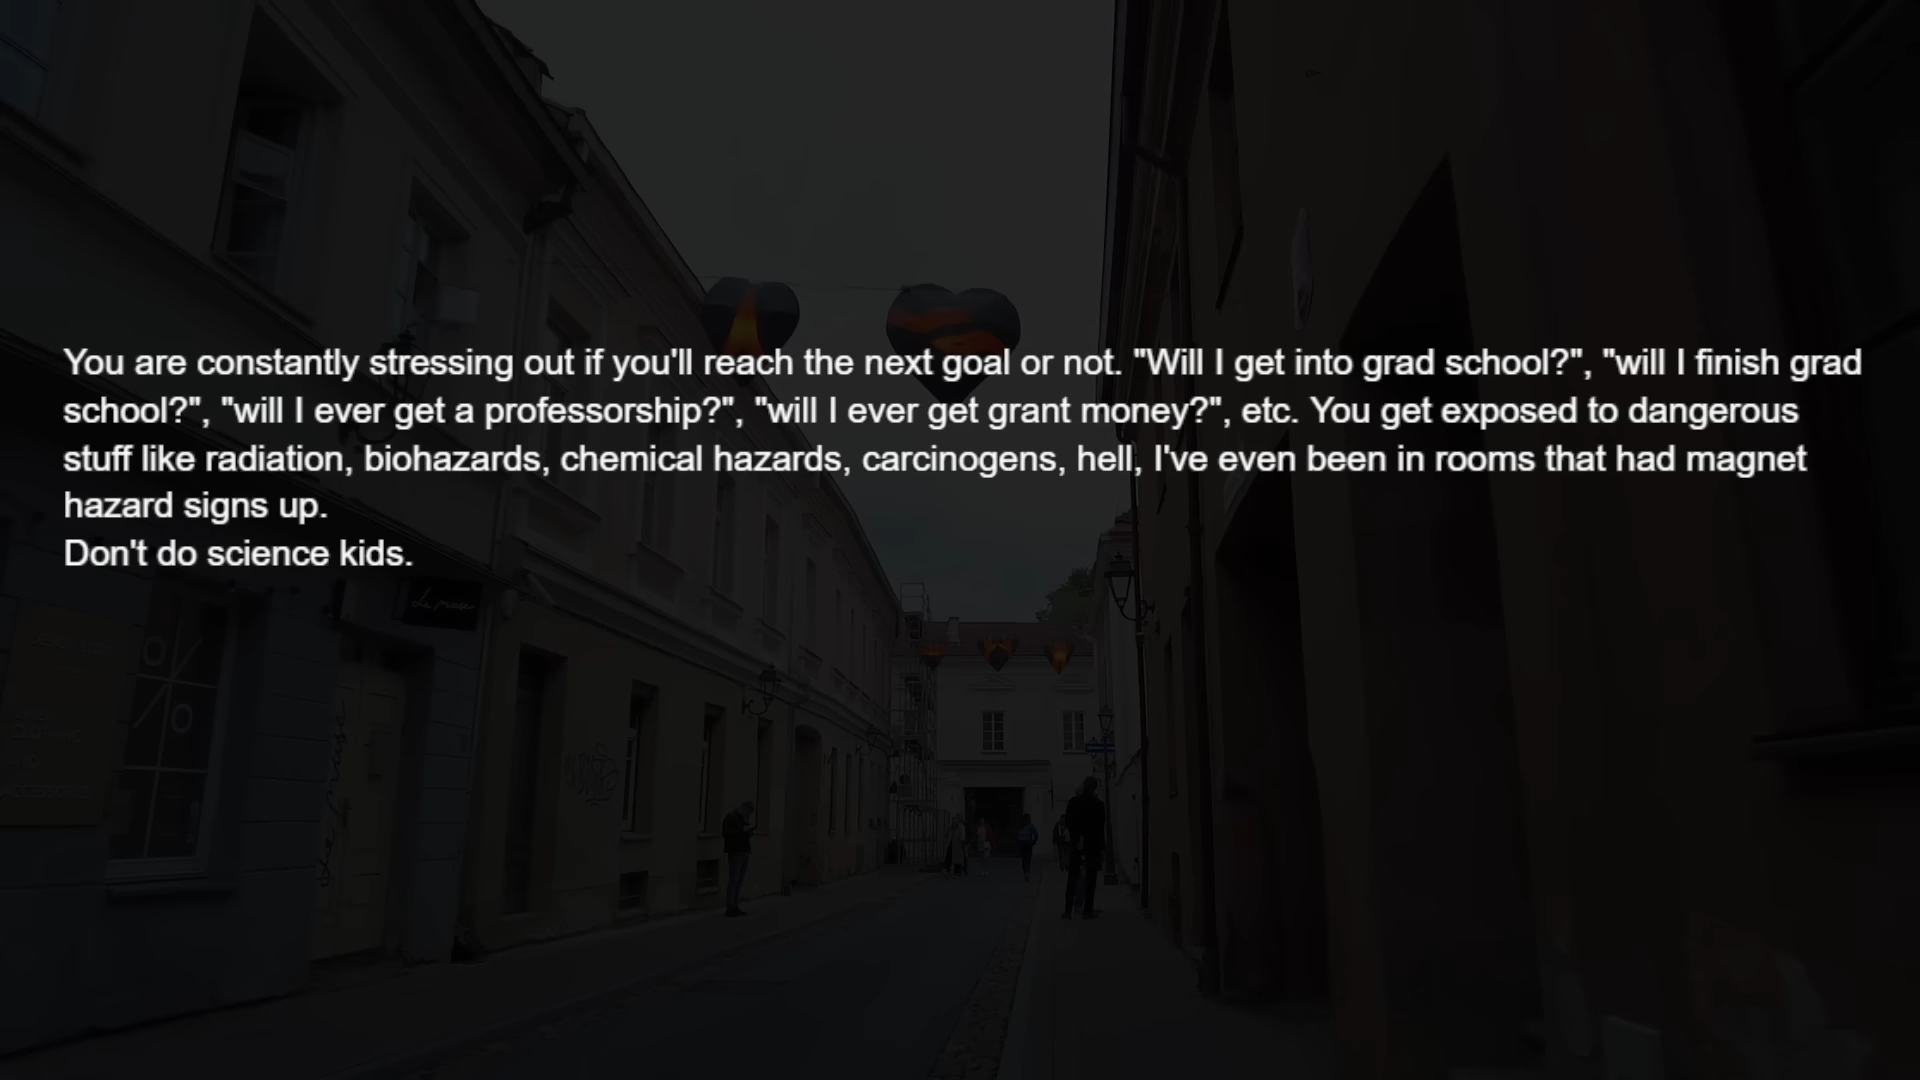 You are constantly stressing out if you'll reach the next goal or not. "Will I get into grad school?", "will I finish grad
school?", "will I ever get a professorship?", "will I ever get grant money?", etc. You get exposed to dangerous
stuff like radiation, biohazards, chemical hazards, carcinogens, hell, I've even been in rooms that had magnet
hazard signs up.
Don't do science kids.
%
%